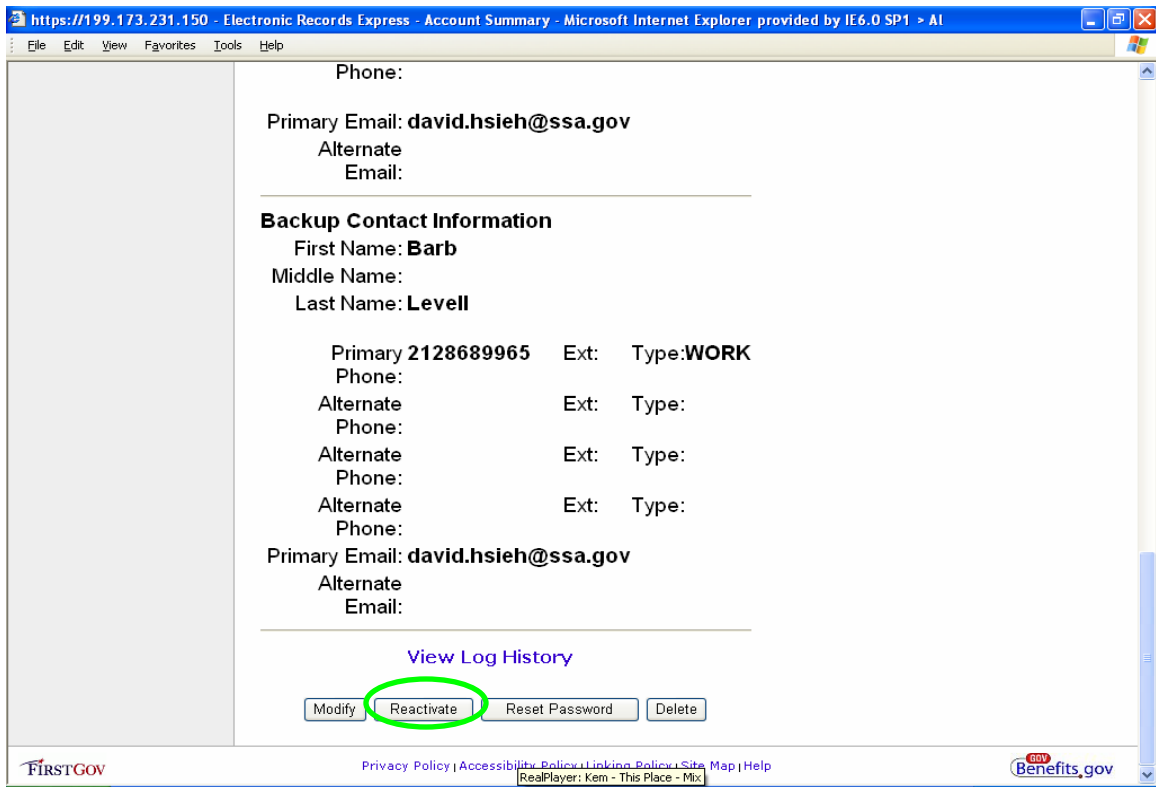 https://199.173.231.150 - Electronic Records Express - Account Summary - Microsoft Internet Explorer provided by IE6.0 SP1 > Al
File Edit View Favorites Tools Help
Phone:
Primary Email: david.hsieh@ssa.gov
Alternate
Email:
Backup Contact Information
First Name: Barb
Middle Name:
Last Name: Levell
Primary 2128689965 Ext: Type:WORK
Phone:
Alternate Ext: Type:
Phone:
Alternate Ext: Type:
Phone:
Alternate Ext: Type:
Phone:
Primary Email: david.hsieh@ssa.gov
Alternate
Email:
View Log History
Modify Reactivate Reset Password Delete
FIRSTGOV Privacy Policy | Accessibility Policy | Linking Policy | Site Map | Help GOV Benefits.gov
RealPlayer: Kem - This Place - Mix